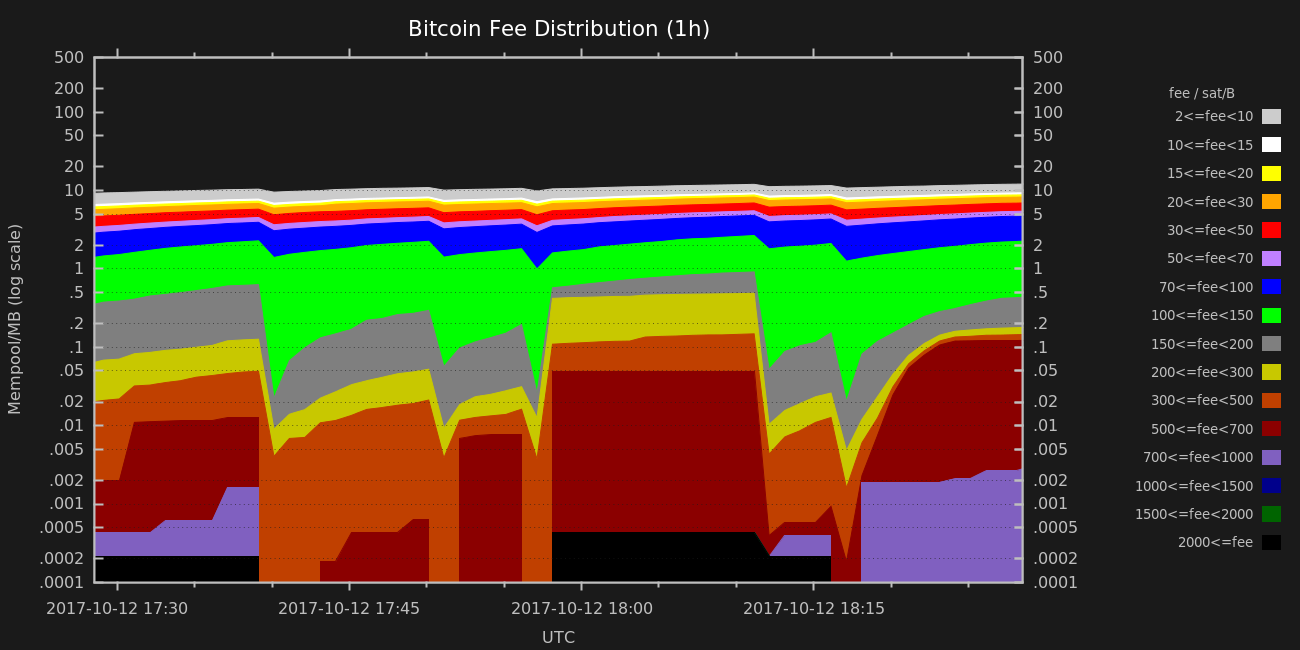 Bitcoin Fee Distribution (1h)
500
200
100
50
20
10
5
2
1
.5
.2
.1
.05
.02
.01
.005
.002
.001
.0005
.0002
.0001
Mempool/MB (log scale)
500
200
100
50
20
10
5
2
1
.5
.2
.1
.05
.02
.01
.005
.002
.001
.0005
.0002
.0001
2017-10-12 17:30
2017-10-12 17:45
2017-10-12 18:00
2017-10-12 18:15
UTC
fee / sat/B
2<=fee<10
10<=fee<15
15<=fee<20
20<=fee<30
30<=fee<50
50<=fee<70
70<=fee<100
100<=fee<150
150<=fee<200
200<=fee<300
300<=fee<500
500<=fee<700
700<=fee<1000
1000<=fee<1500
1500<=fee<2000
2000<=fee